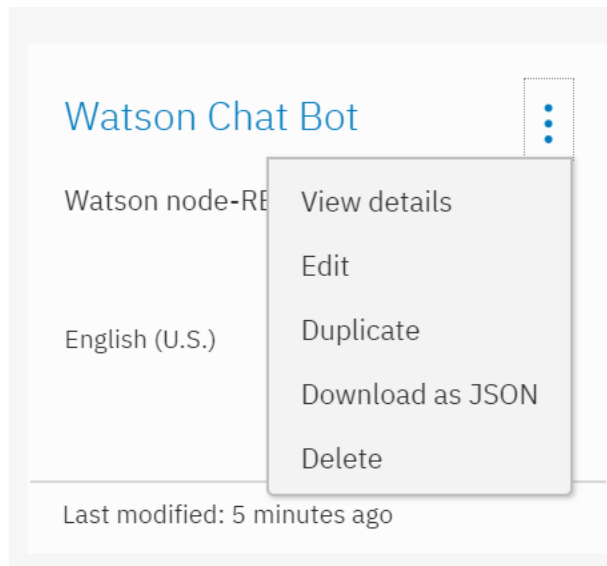 Watson Chat Bot
Watson node-RE
View details
Edit
Duplicate
English (U.S.)
Download as JSON
Delete
Last modified: 5 minutes ago